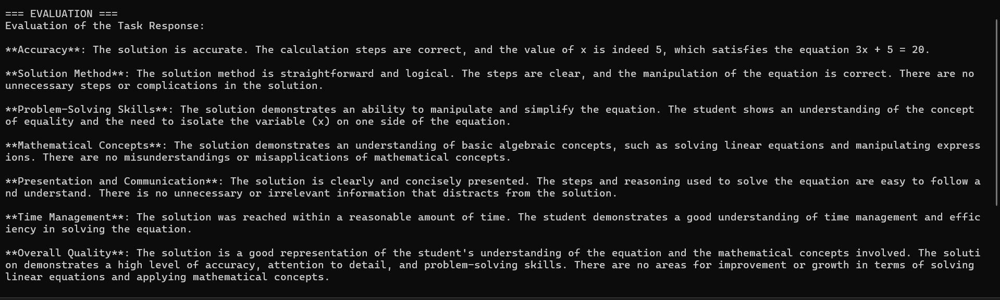 === EVALUATION ===
Evaluation of the Task Response:
**Accuracy**: The solution is accurate. The calculation steps are correct, and the value of x is indeed 5, which satisfies the equation 3x + 5 = 20.
**Solution Method**: The solution method is straightforward and logical. The steps are clear, and the manipulation of the equation is correct. There are no
unnecessary steps or complications in the solution.
**Problem-Solving Skills**: The solution demonstrates an ability to manipulate and simplify the equation. The student shows an understanding of the concept
of equality and the need to isolate the variable (x) on one side of the equation.
**Mathematical Concepts**: The solution demonstrates an understanding of basic algebraic concepts, such as solving linear equations and manipulating express
ions. There are no misunderstandings or misapplications of mathematical concepts.
**Presentation and Communication**: The solution is clearly and concisely presented. The steps and reasoning used to solve the equation are easy to follow a
nd understand. There is no unnecessary or irrelevant information that distracts from the solution.
**Time Management**: The solution was reached within a reasonable amount of time. The student demonstrates a good understanding of time management and effic
iency in solving the equation.
**Overall Quality**: The solution is a good representation of the student's understanding of the equation and the mathematical concepts involved. The soluti
on demonstrates a high level of accuracy, attention to detail, and problem-solving skills. There are no areas for improvement or growth in terms of solving
linear equations and applying mathematical concepts.